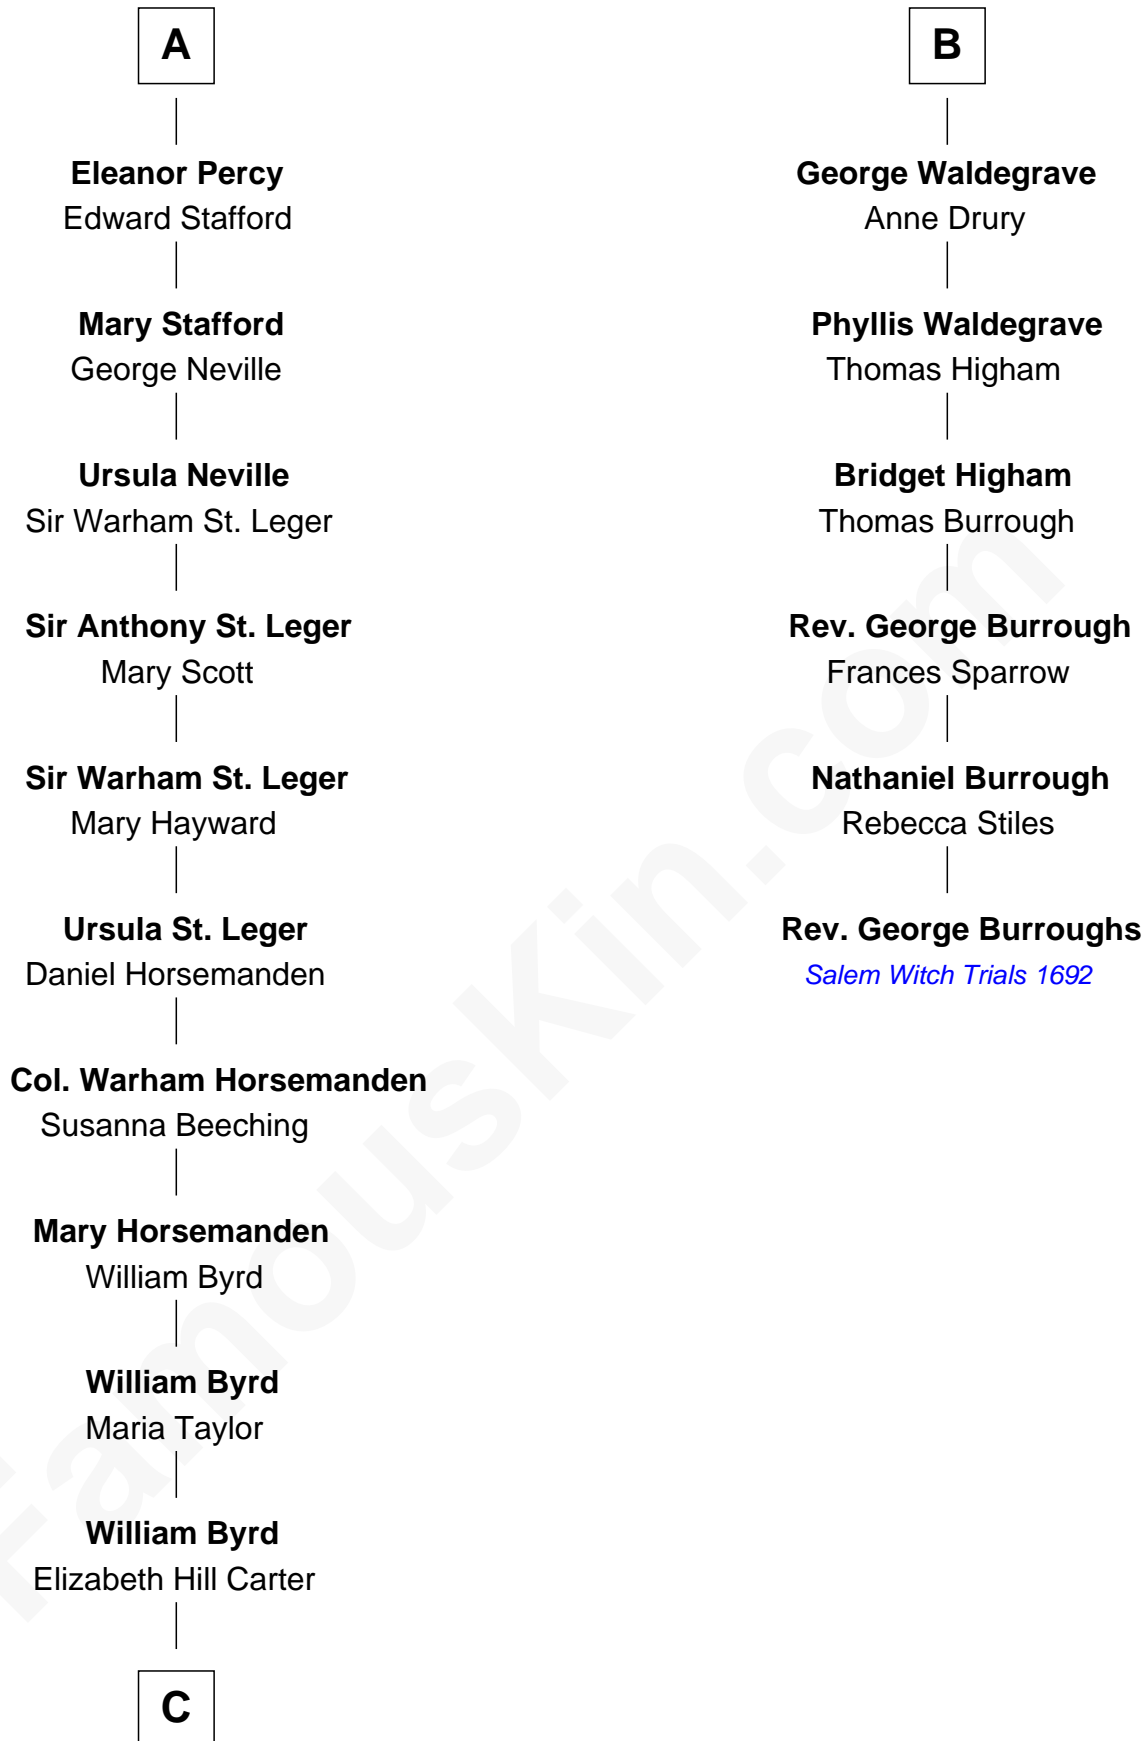 A
Eleanor Percy
Edward Stafford
Mary Stafford
George Neville
Ursula Neville
Sir Warham St. Leger
Sir Anthony St. Leger
Mary Scott
Sir Warham St. Leger
Mary Hayward
Ursula St. Leger
Daniel Horsemanden
Col. Warham Horsemanden
Susanna Beeching
Mary Horsemanden
William Byrd
William Byrd
Maria Taylor
William Byrd
Elizabeth Hill Carter
C
B
George Waldegrave
Anne Drury
Phyllis Waldegrave
Thomas Higham
Bridget Higham
Thomas Burrough
Rev. George Burrough
Frances Sparrow
Nathaniel Burrough
Rebecca Stiles
Rev. George Burroughs
Salem Witch Trials 1692
FamousKin.com